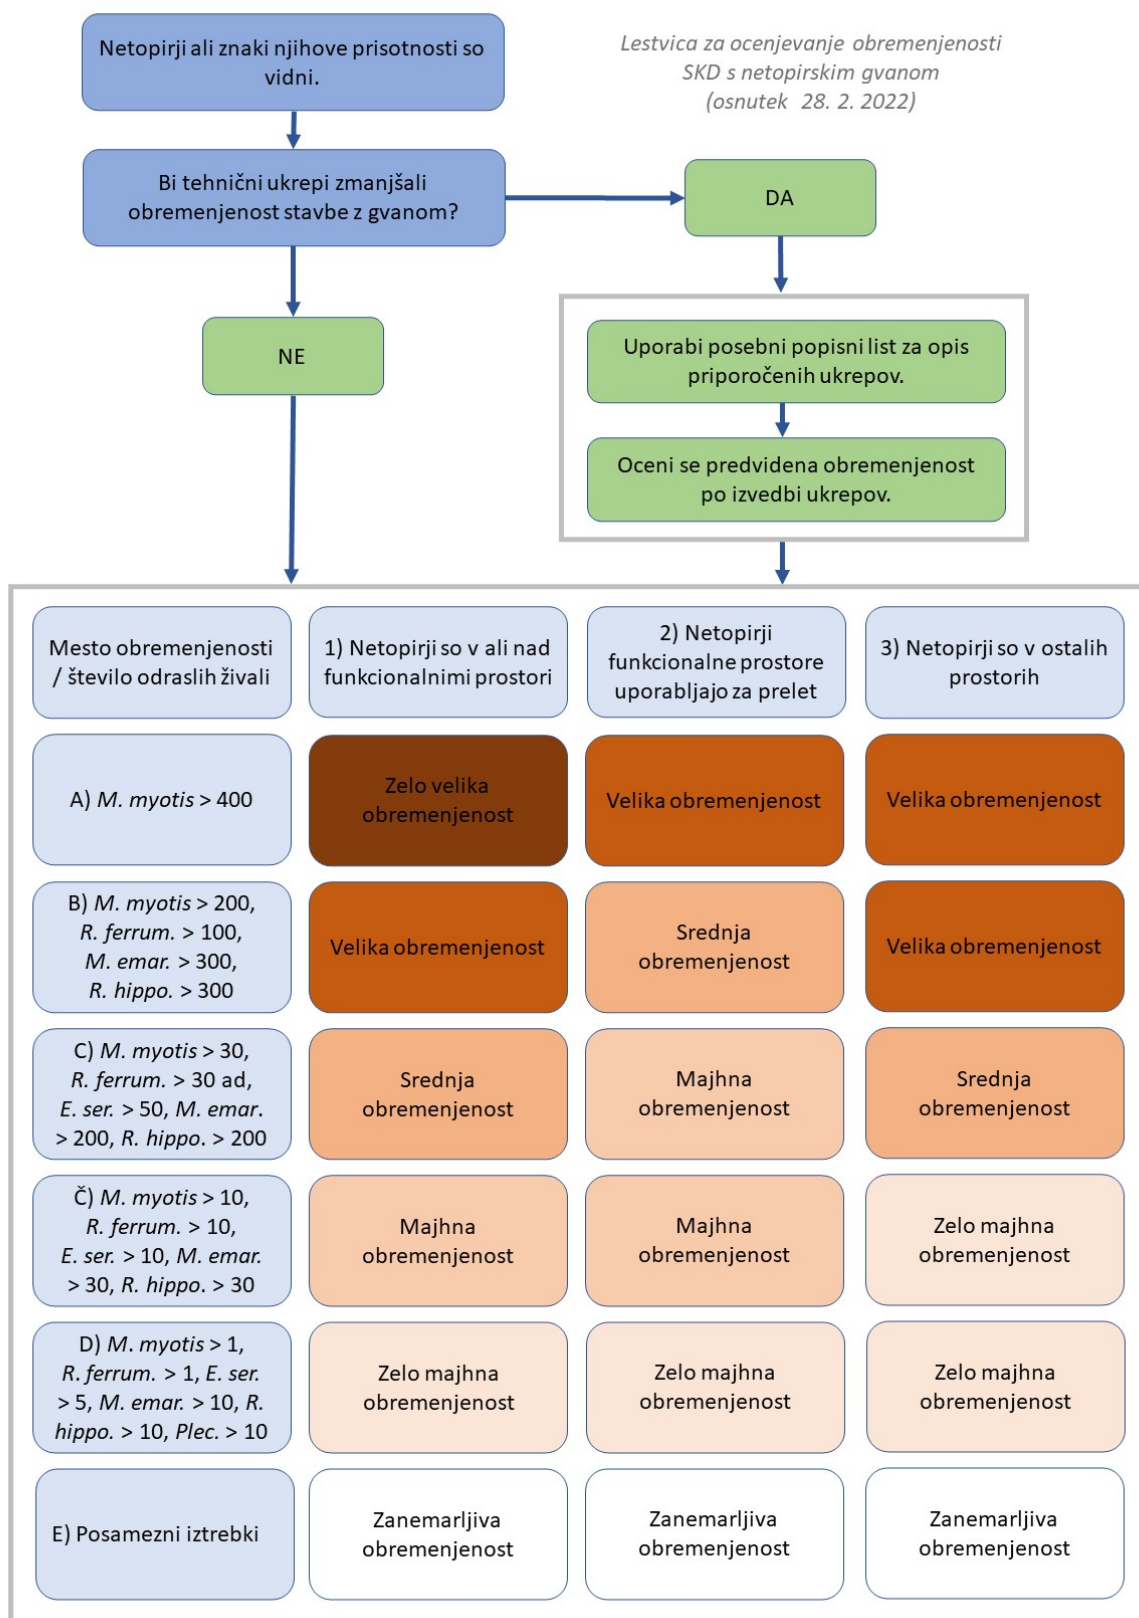 Netopirji ali znaki njihove prisotnosti so
vidni.
Lestvica za ocenjevanje obremenjenosti
SKD s netopirskim gvanom
(osnutek 28. 2. 2022)
Bi tehnični ukrepi zmanjšali
obremenjenost stavbe z gvanom?
DA
NE
Uporabi posebni popisni list za opis
priporočenih ukrepov.
Oceni se predvidena obremenjenost
po izvedbi ukrepov.
Mesto obremenjenosti
/ število odraslih živali
1) Netopirji so v ali nad
funkcionalnimi prostori
2) Netopirji
funkcionalne prostore
uporabljajo za prelet
3) Netopirji so v ostalih
prostorih
A) M. myotis > 400
Zelo velika
obremenjenost
Velika obremenjenost
Velika obremenjenost
B) M. myotis > 200,
R. ferrum. > 100,
M. emar. > 300,
R. hippo. > 300
Velika obremenjenost
Srednja
obremenjenost
Velika obremenjenost
C) M. myotis > 30,
R. ferrum. > 30 ad,
E. ser. > 50, M. emar.
> 200, R. hippo. > 200
Srednja
obremenjenost
Majhna
obremenjenost
Srednja
obremenjenost
Č) M. myotis > 10,
R. ferrum. > 10,
E. ser. > 10, M. emar.
> 30, R. hippo. > 30
Majhna
obremenjenost
Majhna
obremenjenost
Zelo majhna
obremenjenost
D) M. myotis > 1,
R. ferrum. > 1, E. ser.
> 5, M. emar. > 10, R.
hippo. > 10, Plec. > 10
Zelo majhna
obremenjenost
Zelo majhna
obremenjenost
Zelo majhna
obremenjenost
E) Posamezni iztrebki
Zanemarljiva
obremenjenost
Zanemarljiva
obremenjenost
Zanemarljiva
obremenjenost